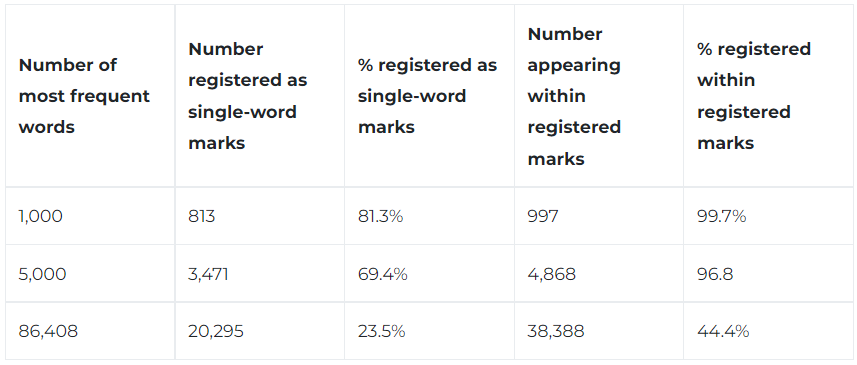 Number of most frequent words
Number registered as single-word marks
% registered as single-word marks
Number appearing within registered marks
% registered within registered marks
1,000 813 81.3% 997 99.7%
5,000 3,471 69.4% 4,868 96.8
86,408 20,295 23.5% 38,388 44.4%